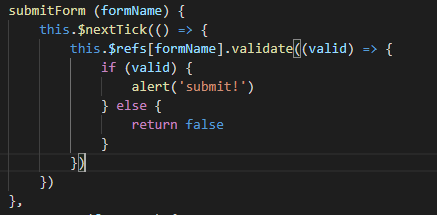 submitForm (formName) {
this.$nextTick(() => {
this.$refs[formName].validate((valid) => {
if (valid) {
alert('submit!')
} else {
return false
}
})
})
},